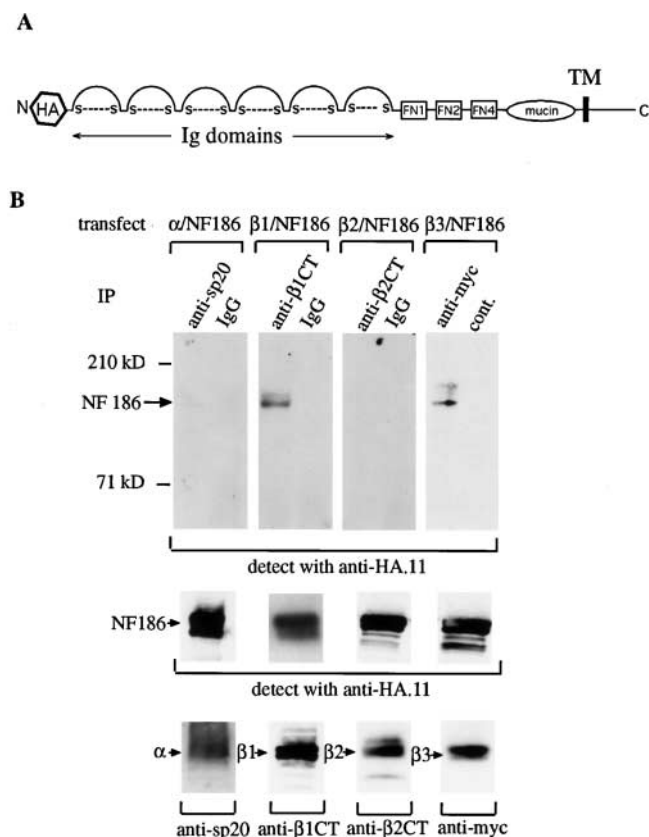 A
TM
N HA S-----S S-----S S-----S S-----S S-----S S--- S FN1 FN2 FN4 mucin C
Ig domains
B
transfect α/NF186 β1/NF186 β2/NF186 β3/NF186
IP anti-sp20 IgG anti-β1CT IgG anti-β2CT IgG anti-myc cont.
210 kD
NF 186
71 kD
detect with anti-HA.11
NF186
detect with anti-HA.11
α β1 β2 β3
anti-sp20 anti-β1CT anti-β2CT anti-myc